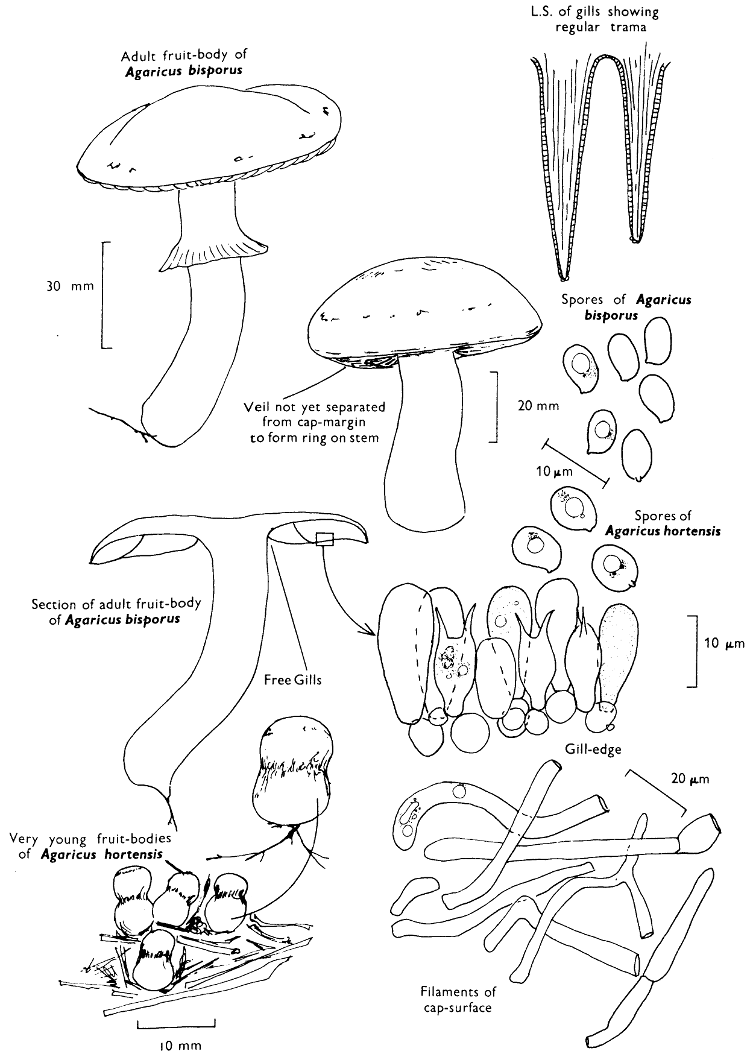 L.S. of gills showing
regular trama
Adult fruit-body of
Agaricus bisporus
30 mm
Spores of Agaricus
bisporus
Veil not yet separated
from cap-margin
to form ring on stem
20 mm
10 μm
Spores of
Agaricus hortensis
Section of adult fruit-body
of Agaricus bisporus
Free Gills
10 μm
Gill-edge
20 μm
Very young fruit-bodies
of Agaricus hortensis
Filaments of
cap-surface
10 mm